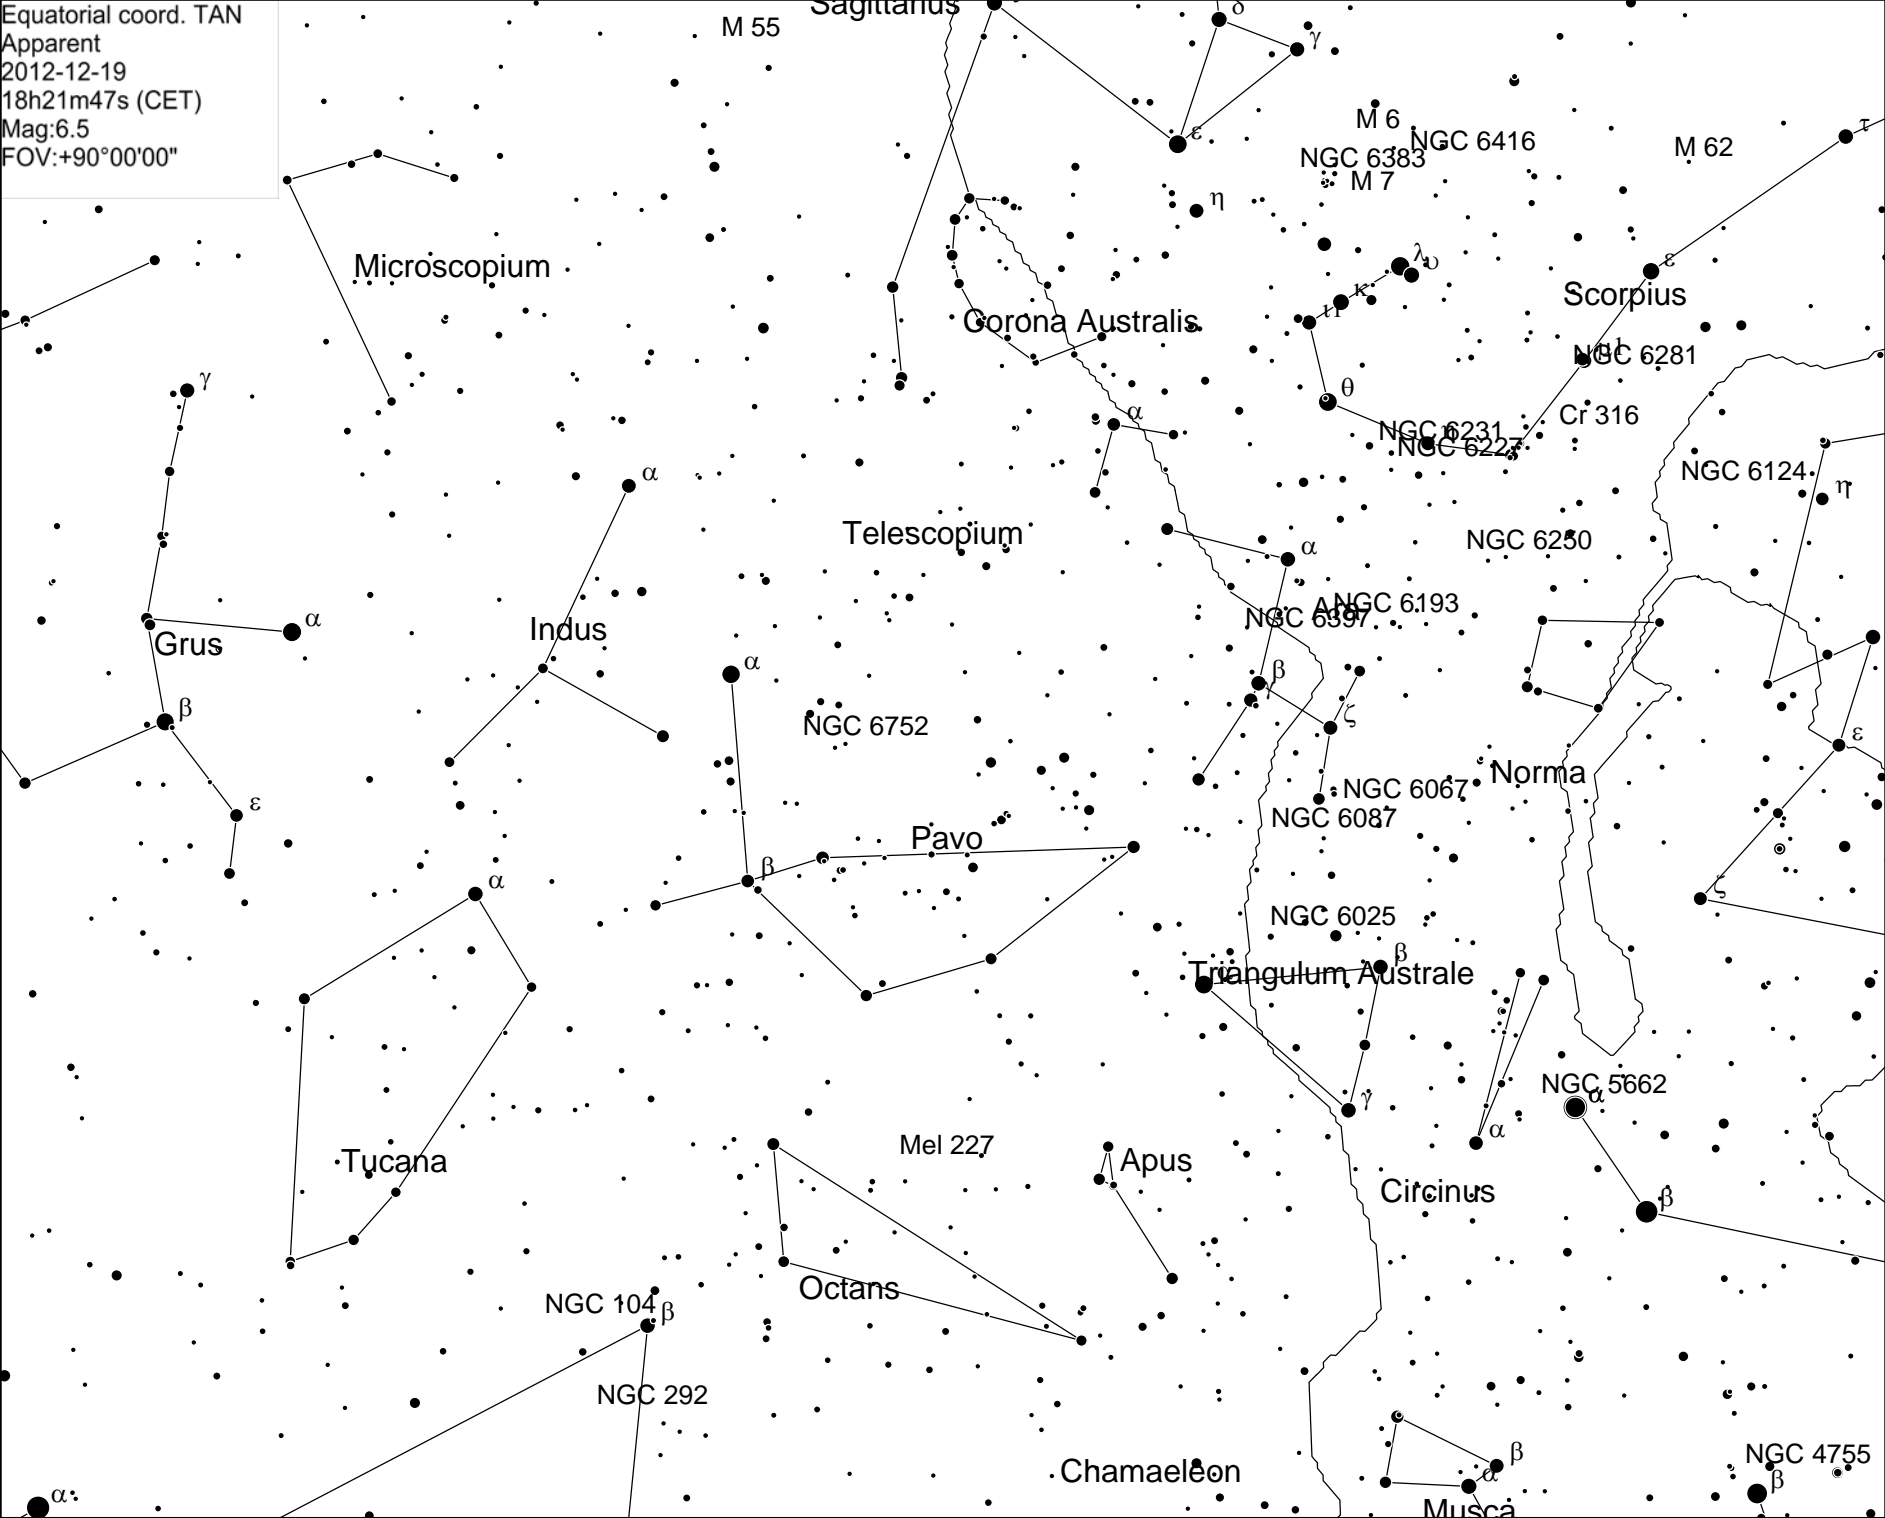 Equatorial coord. TAN
Apparent
2012-12-19
18h21m47s (CET)
Mag:6.5
FOV:+90°00'00"
Sagittarius
M 55
δ
γ
ε
η
M 6
NGC 6416
NGC 6383
M 7
M 62
τ
ε
Scorpius
λ
υ
κ
ι1
θ
μ1
NGC 6281
Cr 316
NGC 6231
η
NGC 6227
NGC 6124
η
NGC 6250
Microscopium
Corona Australis
α
γ
α
Telescopium
α
Ara
NGC 6193
NGC 6397
Grus
α
Indus
α
β
γ
ζ
β
NGC 6752
Norma
ε
NGC 6067
NGC 6087
ε
Pavo
β
α
ζ
NGC 6025
β
α
Triangulum Australe
NGC 5662
α
γ
α
Tucana
Mel 227
Apus
Circinus
β
Octans
NGC 104
β
NGC 292
Chamaeleon
β
α
Musca
NGC 4755
β
α